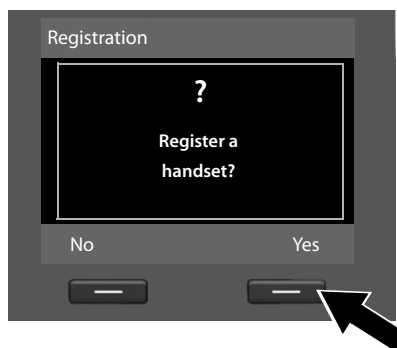 Registration
?
Register a
handset?
No Yes